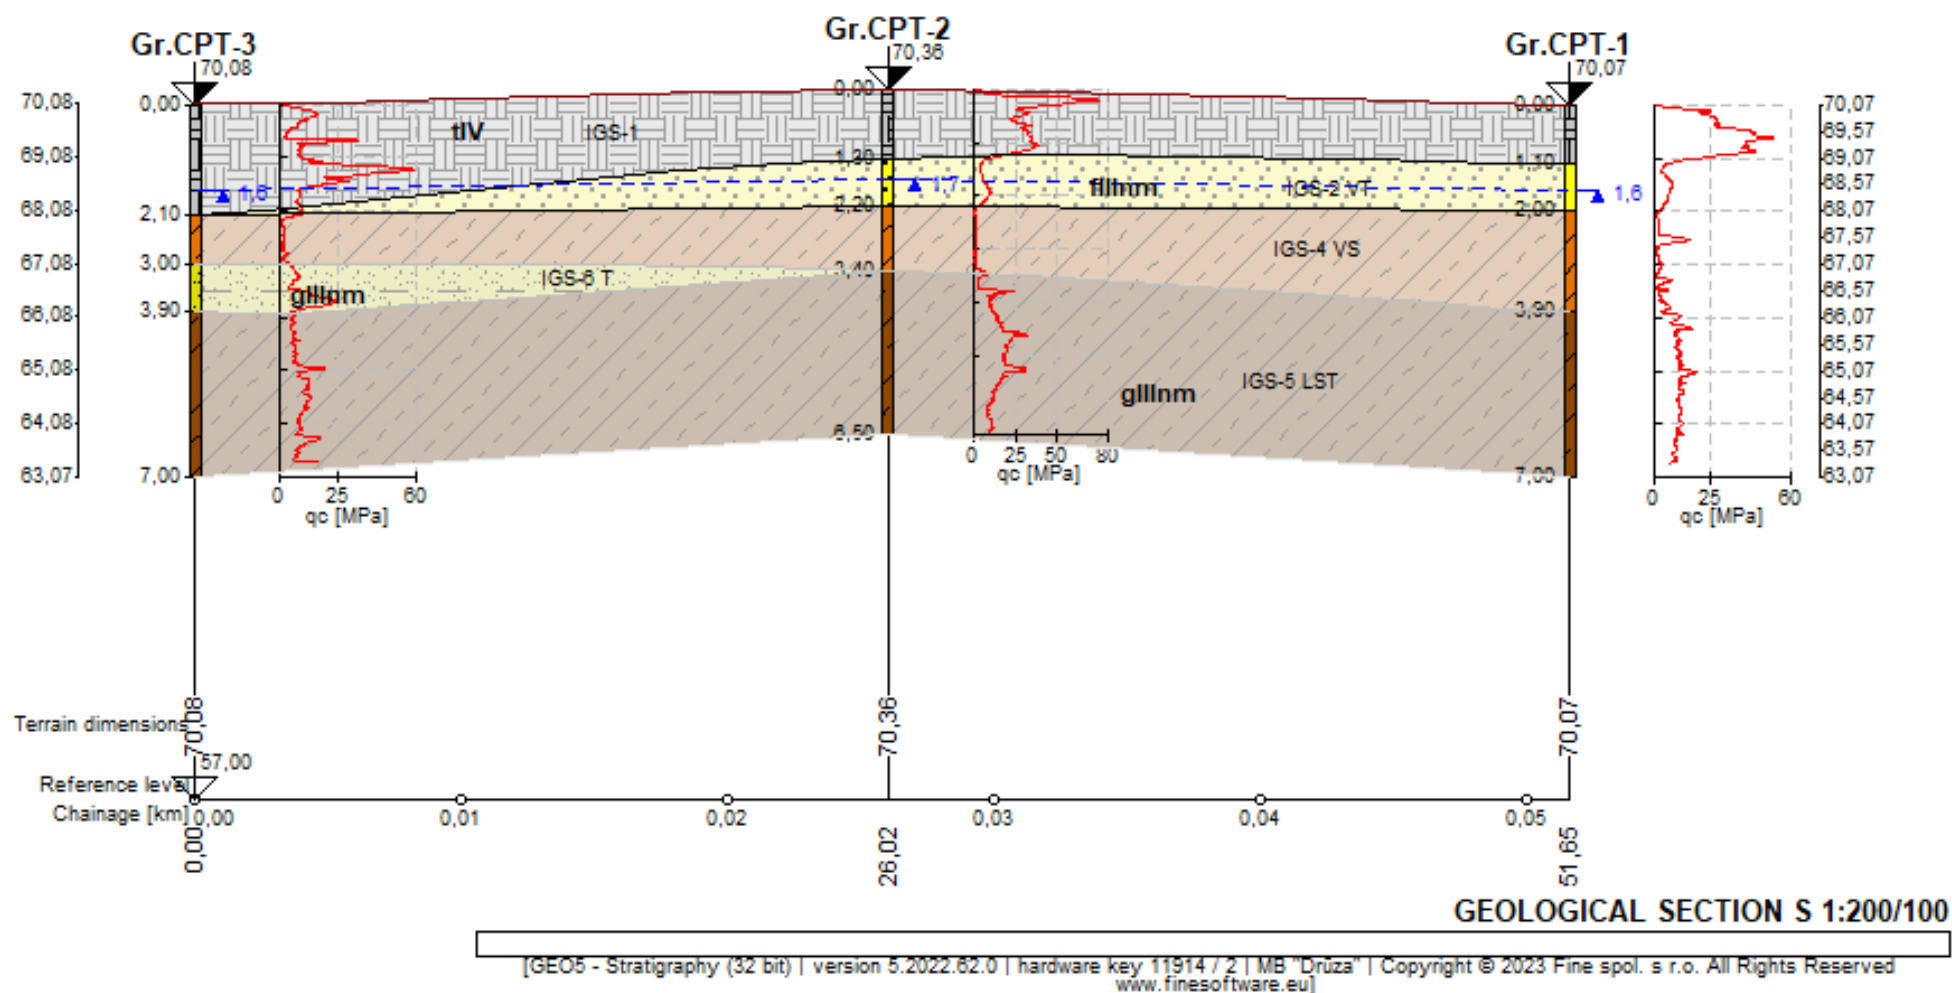 Gr.CPT-3
70,08
Gr.CPT-2
70,36
Gr.CPT-1
70,07
70,08
69,08
68,08
67,08
66,08
65,08
64,08
63,07
0,00
2,10
3,00
3,90
7,00
tIV
IGS-1
1,6
IGS-6 T
gIIInm
0 25 60
qc [MPa]
0,00
1,30
2,20
3,40
6,50
1,7
fIIInm
IGS-2 VT
IGS-4 VS
IGS-5 LST
gIIInm
0 25 50 80
qc [MPa]
0,00
1,10
2,00
3,90
7,00
1,6
0 25 60
qc [MPa]
70,07
69,57
69,07
68,57
68,07
67,57
67,07
66,57
66,07
65,57
65,07
64,57
64,07
63,57
63,07
Terrain dimensions
70,08
70,36
70,07
57,00
Reference level
Chainage [km]
0,00 0,01 0,02 0,03 0,04 0,05
0,00
26,02
51,65
GEOLOGICAL SECTION S 1:200/100
[GEO5 - Stratigraphy (32 bit) | version 5.2022.62.0 | hardware key 11914 / 2 | MB "Drūza" | Copyright © 2023 Fine spol. s r.o. All Rights Reserved
www.finesoftware.eu]